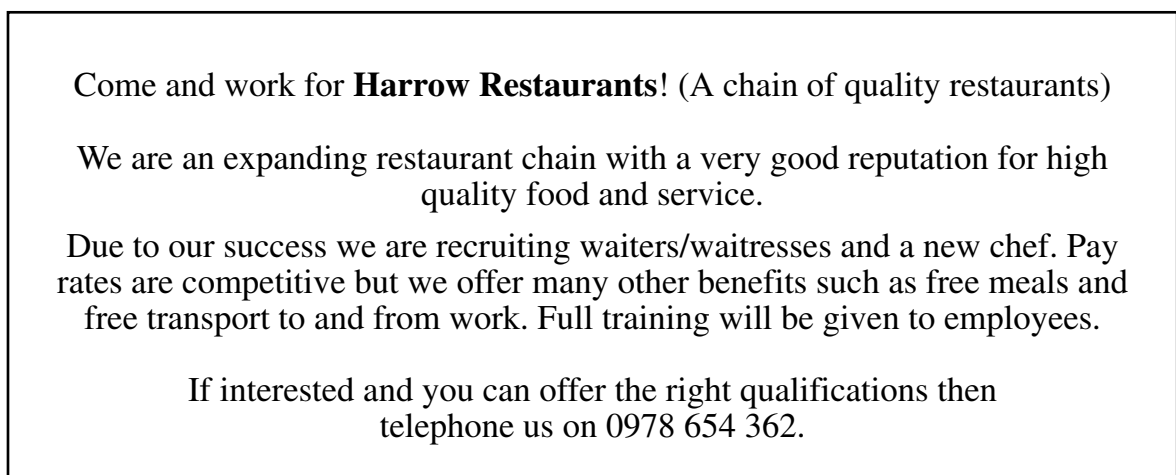 Come and work for Harrow Restaurants! (A chain of quality restaurants)
We are an expanding restaurant chain with a very good reputation for high
quality food and service.
Due to our success we are recruiting waiters/waitresses and a new chef. Pay
rates are competitive but we offer many other benefits such as free meals and
free transport to and from work. Full training will be given to employees.
If interested and you can offer the right qualifications then
telephone us on 0978 654 362.